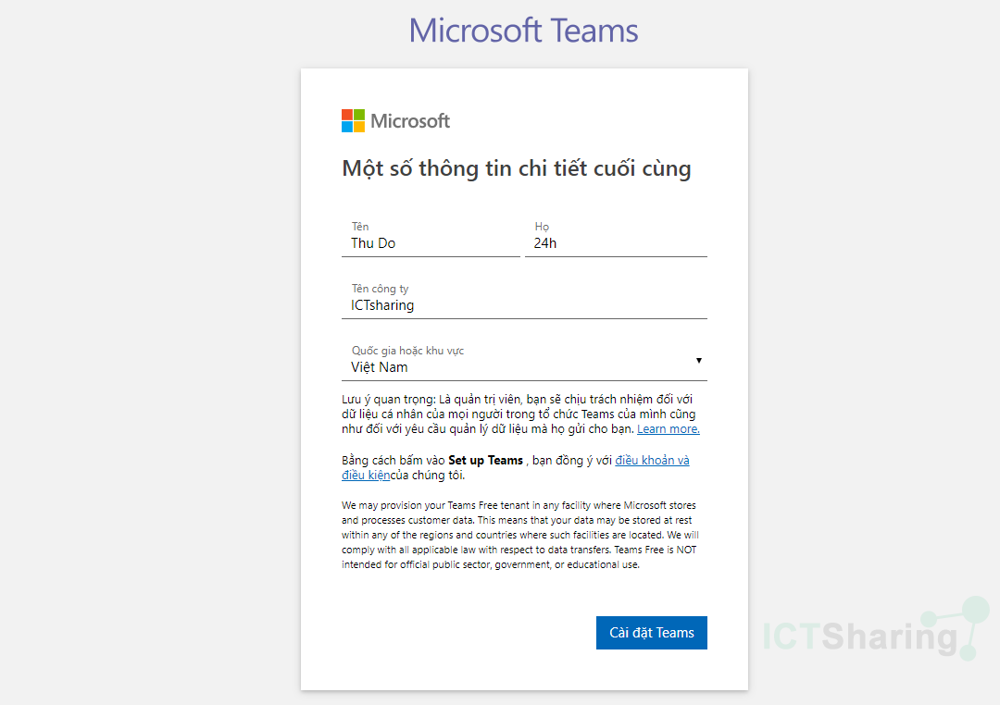 Microsoft Teams
Microsoft
Một số thông tin chi tiết cuối cùng
Tên Họ
Thu Do 24h
Tên công ty
ICTsharing
Quốc gia hoặc khu vực
Việt Nam ▼
Lưu ý quan trọng: Là quản trị viên, bạn sẽ chịu trách nhiệm đối với
dữ liệu cá nhân của mọi người trong tổ chức Teams của mình cũng
như đối với yêu cầu quản lý dữ liệu mà họ gửi cho bạn. Learn more.
Bằng cách bấm vào Set up Teams , bạn đồng ý với điều khoản và
điều kiệncủa chúng tôi.
We may provision your Teams Free tenant in any facility where Microsoft stores
and processes customer data. This means that your data may be stored at rest
within any of the regions and countries where such facilities are located. We will
comply with all applicable law with respect to data transfers. Teams Free is NOT
intended for official public sector, government, or educational use.
Cài đặt Teams
ICTSharing